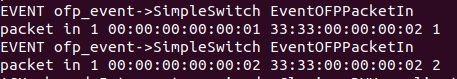 EVENT ofp_event->SimpleSwitch EventOFPPacketIn
packet in 1 00:00:00:00:00:01 33:33:00:00:00:02 1
EVENT ofp_event->SimpleSwitch EventOFPPacketIn
packet in 1 00:00:00:00:00:02 33:33:00:00:00:02 2